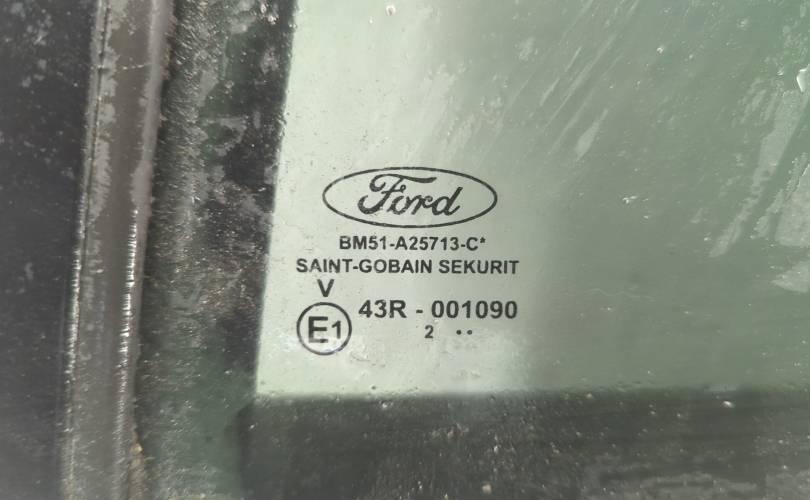 Ford
BM51-A25713-C*
SAINT-GOBAIN SEKURIT
V
E1 43R - 001090
2 ..